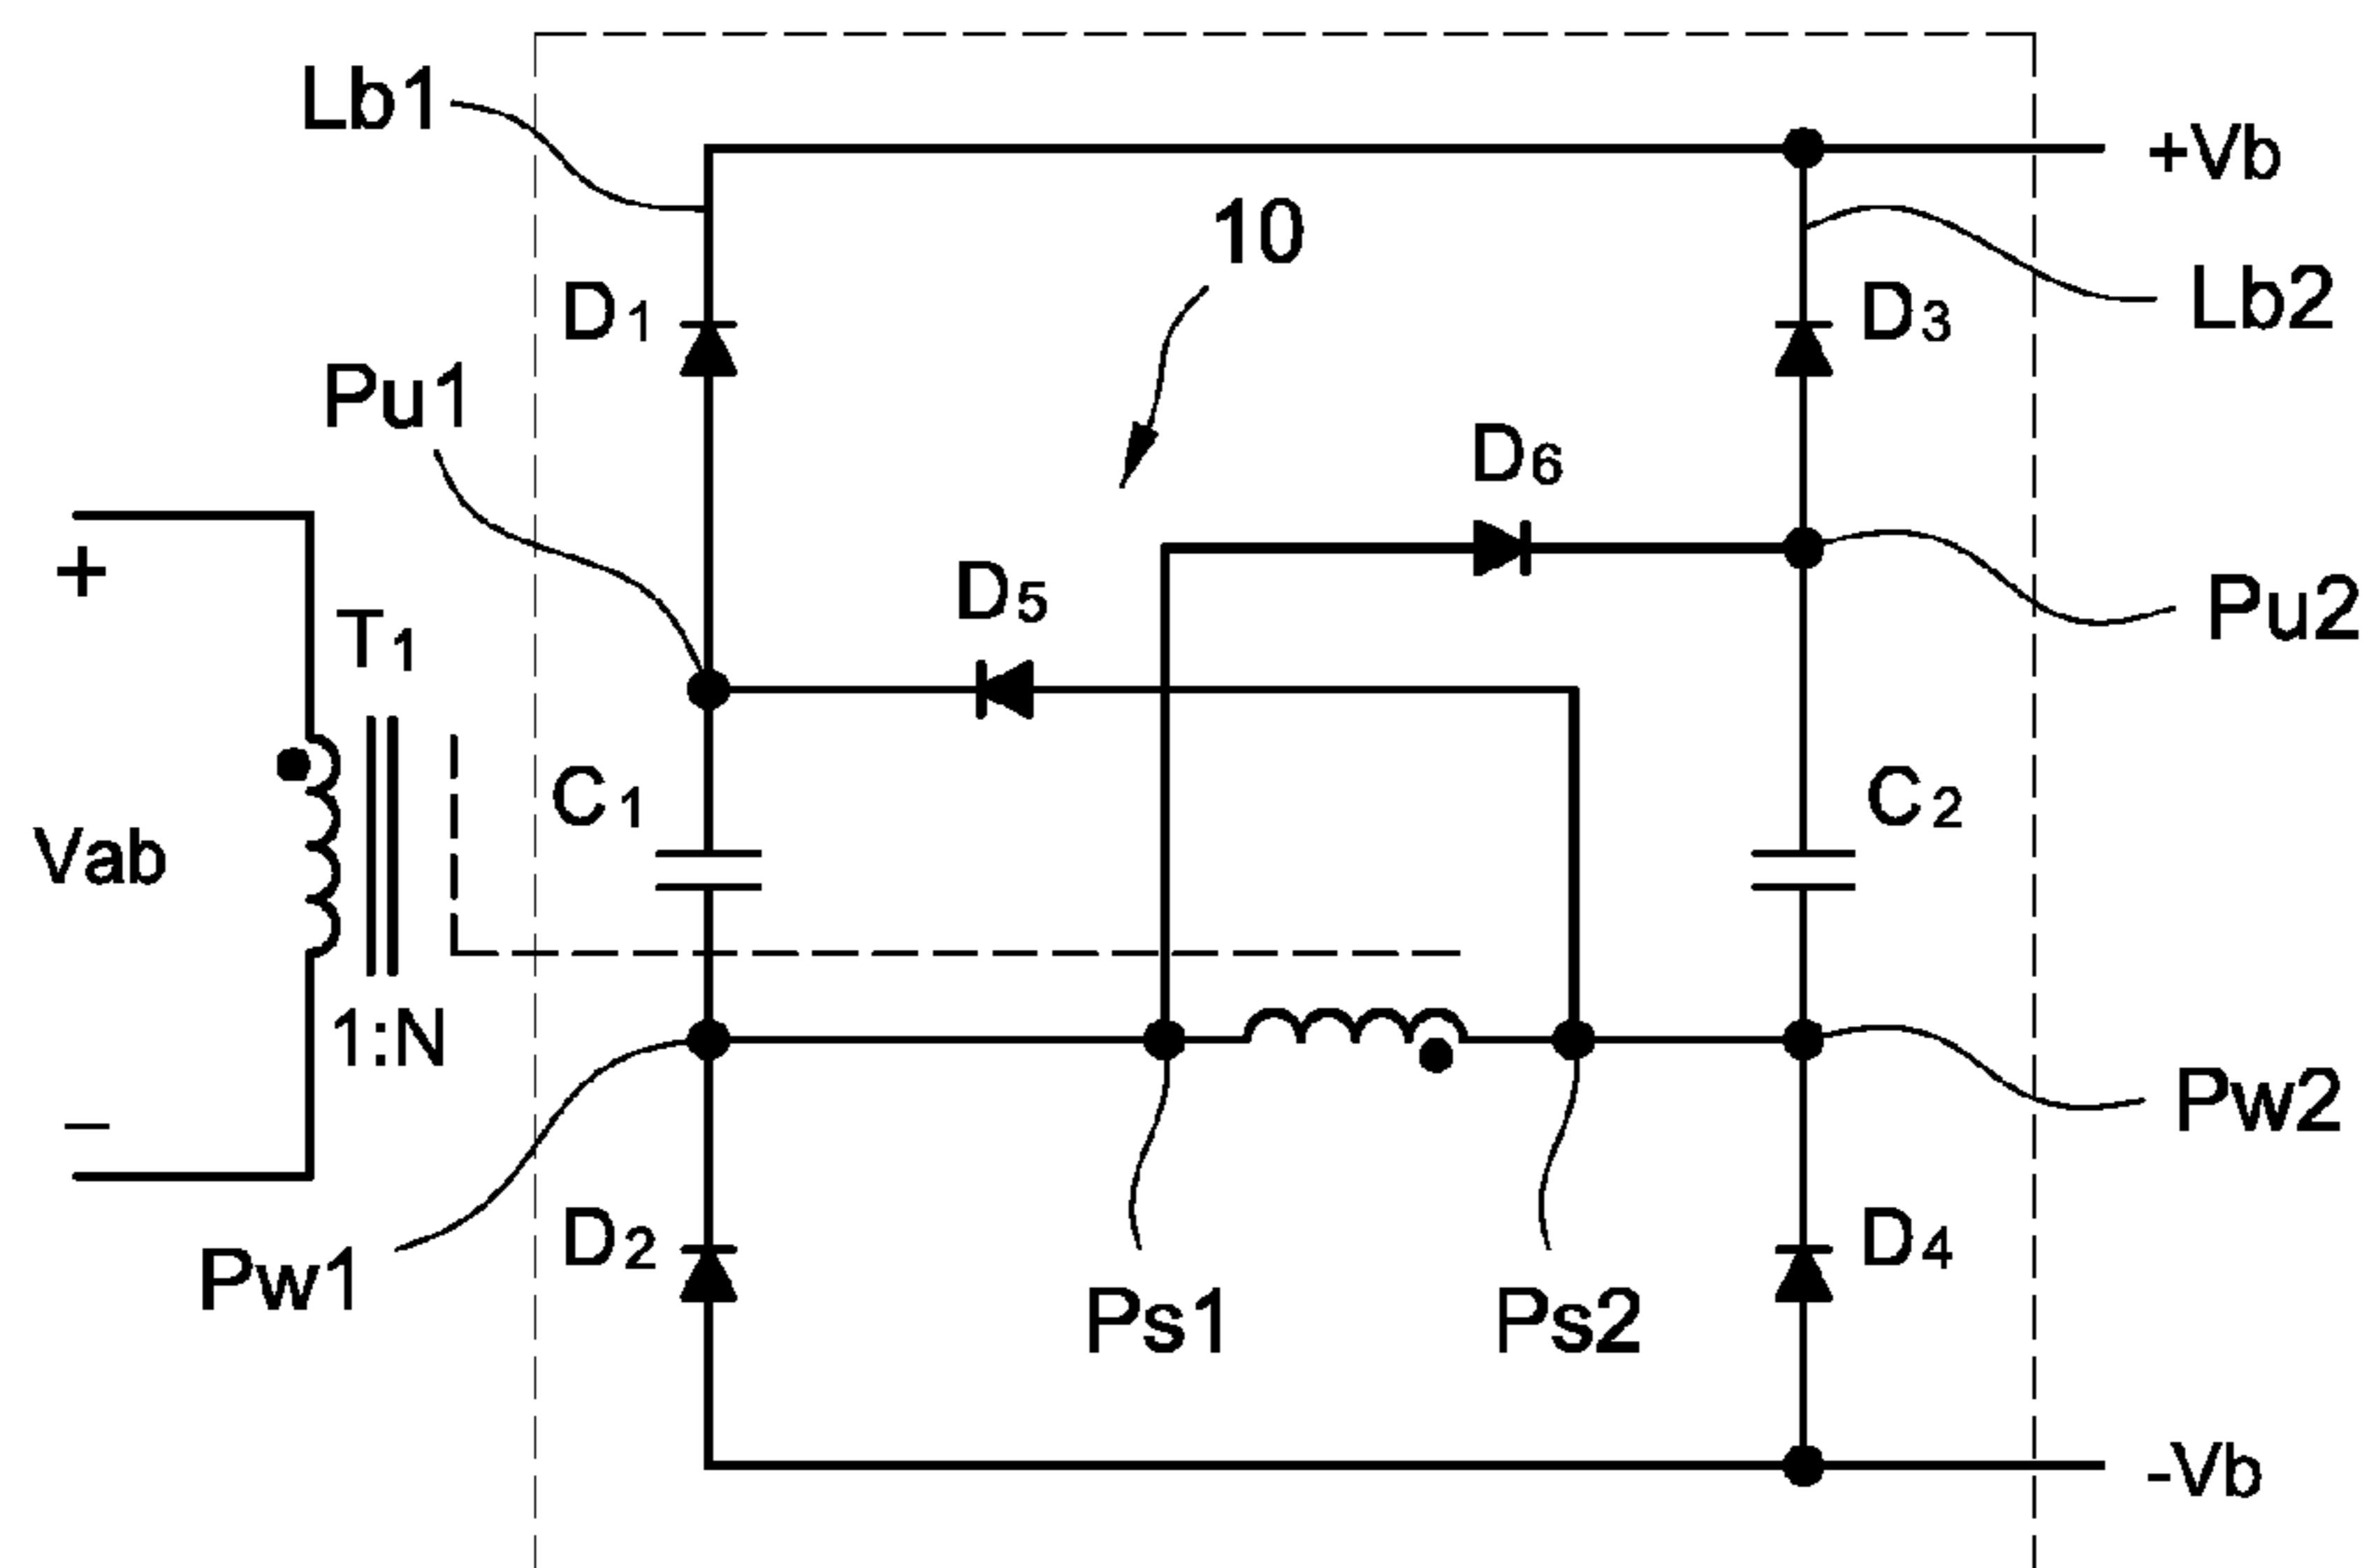 Lb1
+Vb
10
Lb2
D1
D3
Pu1
D6
+
D5
Pu2
T1
C1
C2
Vab
1:N
Pw2
–
Pw1
D2
D4
Ps1
Ps2
-Vb